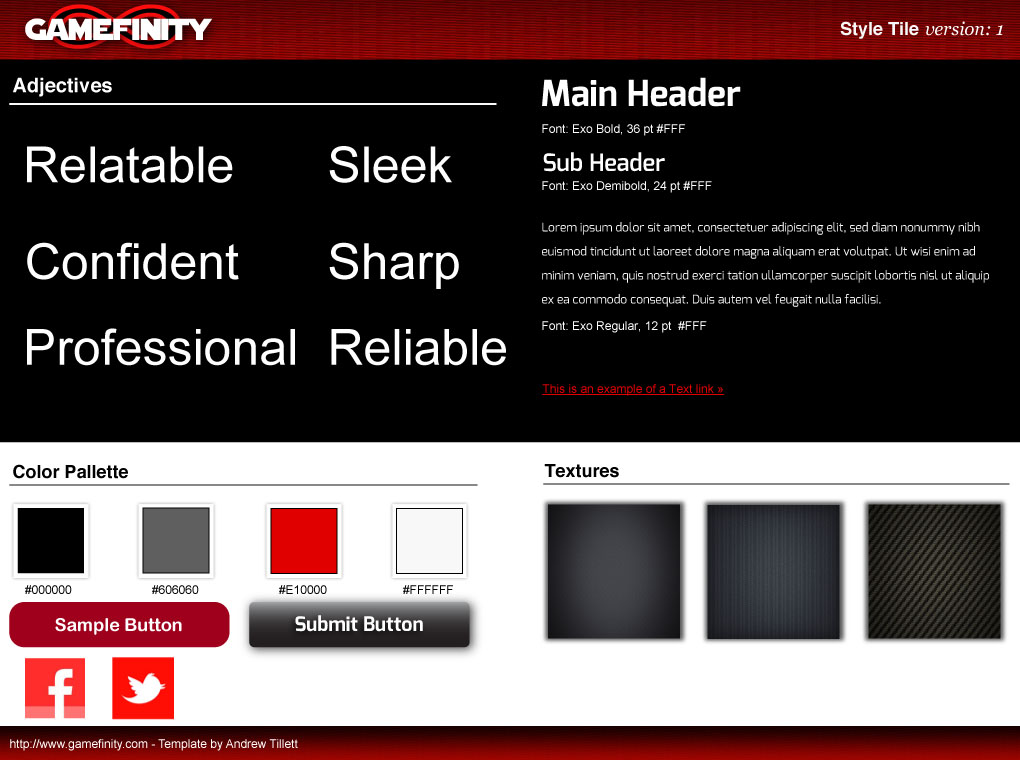 GAMEFINITY
Style Tile version: 1
Adjectives
Relatable Sleek
Confident Sharp
Professional Reliable
Main Header
Font: Exo Bold, 36 pt #FFF
Sub Header
Font: Exo Demibold, 24 pt #FFF
Lorem ipsum dolor sit amet, consectetuer adipiscing elit, sed diam nonummy nibh
euismod tincidunt ut laoreet dolore magna aliquam erat volutpat. Ut wisi enim ad
minim veniam, quis nostrud exerci tation ullamcorper suscipit lobortis nisl ut aliquip
ex ea commodo consequat. Duis autem vel feugait nulla facilisi.
Font: Exo Regular, 12 pt #FFF
This is an example of a Text link »
Color Pallette
#000000 #606060 #E10000 #FFFFFF
Sample Button Submit Button
f
Textures
http://www.gamefinity.com - Template by Andrew Tillett